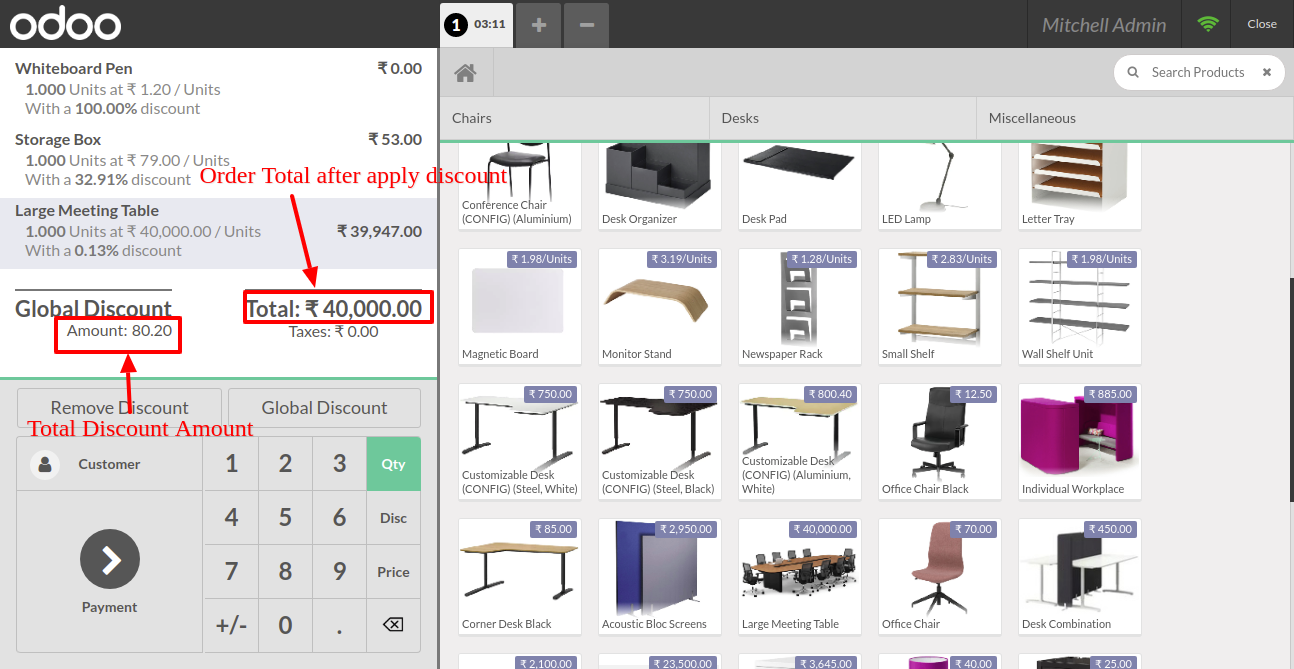 odoo
1 03:11
Mitchell Admin
Close
Whiteboard Pen ₹ 0.00
1.000 Units at ₹ 1.20 / Units
With a 100.00% discount
Storage Box ₹ 53.00
1.000 Units at ₹ 79.00 / Units
With a 32.91% discount
Order Total after apply discount
Large Meeting Table
1.000 Units at ₹ 40,000.00 / Units ₹ 39,947.00
With a 0.13% discount
Global Discount Total: ₹ 40,000.00
Amount: 80.20 Taxes: ₹ 0.00
Remove Discount Global Discount
Total Discount Amount
Customer
Payment
1 2 3 Qty
4 5 6 Disc
7 8 9 Price
+/- 0 .
Search Products
Chairs Desks Miscellaneous
Conference Chair
(CONFIG) (Aluminium)
Desk Organizer
Desk Pad
LED Lamp
Letter Tray
₹ 1.98/Units
Magnetic Board
₹ 3.19/Units
Monitor Stand
₹ 1.28/Units
Newspaper Rack
₹ 2.83/Units
Small Shelf
₹ 1.98/Units
Wall Shelf Unit
₹ 750.00
Customizable Desk
(CONFIG) (Steel, White)
₹ 750.00
Customizable Desk
(CONFIG) (Steel, Black)
₹ 800.40
Customizable Desk
(CONFIG) (Aluminium,
White)
₹ 12.50
Office Chair Black
₹ 885.00
Individual Workplace
₹ 85.00
Corner Desk Black
₹ 2,950.00
Acoustic Bloc Screens
₹ 40,000.00
Large Meeting Table
₹ 70.00
Office Chair
₹ 450.00
Desk Combination
₹ 2,100.00
₹ 23,500.00
₹ 3,645.00
₹ 40.00
₹ 25.00